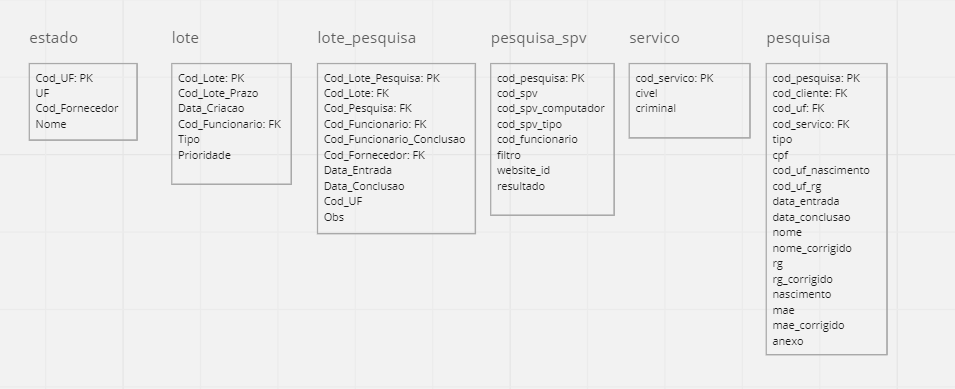 estado
Cod_UF: PK
UF
Cod_Fornecedor
Nome
lote
Cod_Lote: PK
Cod_Lote_Prazo
Data_Criacao
Cod_Funcionario: FK
Tipo
Prioridade
lote_pesquisa
Cod_Lote_Pesquisa: PK
Cod_Lote: FK
Cod_Pesquisa: FK
Cod_Funcionario: FK
Cod_Funcionario_Conclusao
Cod_Fornecedor: FK
Data_Entrada
Data_Conclusao
Cod_UF
Obs
pesquisa_spv
cod_pesquisa: PK
cod_spv
cod_spv_computador
cod_spv_tipo
cod_funcionario
filtro
website_id
resultado
servico
cod_servico: PK
civel
criminal
pesquisa
cod_pesquisa: PK
cod_cliente: FK
cod_uf: FK
cod_servico: FK
tipo
cpf
cod_uf_nascimento
cod_uf_rg
data_entrada
data_conclusao
nome
nome_corrigido
rg
rg_corrigido
nascimento
mae
mae_corrigido
anexo